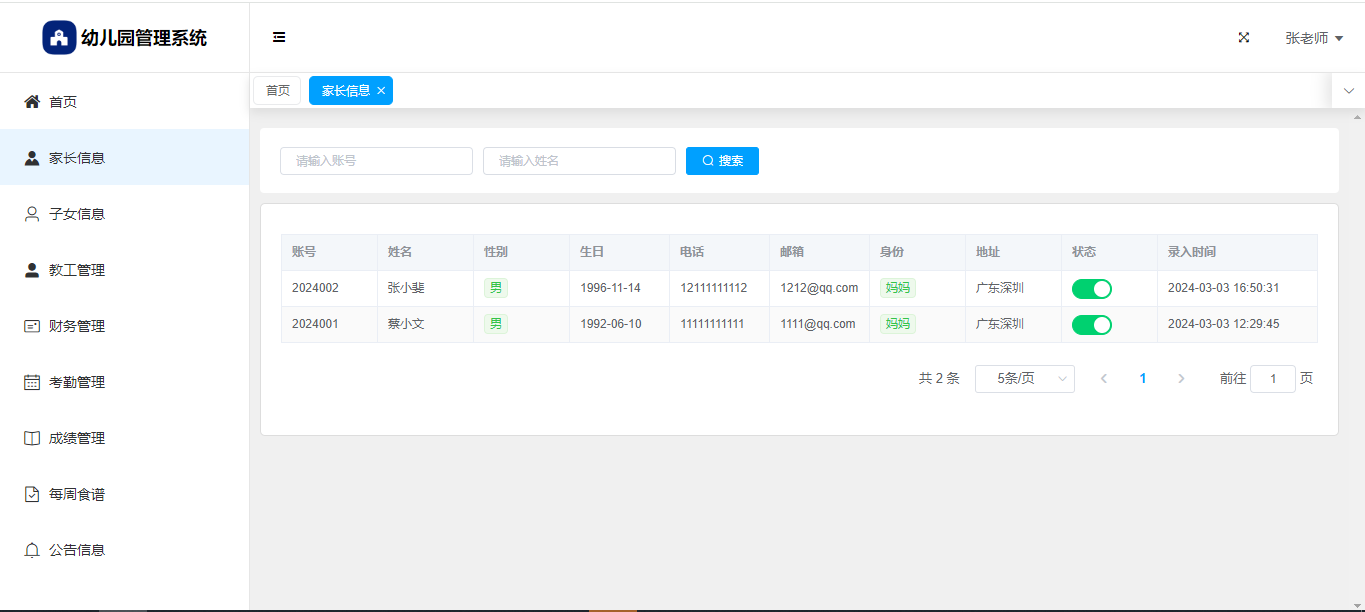 幼儿园管理系统
张老师
首页
家长信息
子女信息
教工管理
财务管理
考勤管理
成绩管理
每周食谱
公告信息
首页 家长信息
请输入账号 请输入姓名 搜索
账号 姓名 性别 生日 电话 邮箱 身份 地址 状态 录入时间
2024002 张小斐 男 1996-11-14 12111111112 1212@qq.com 妈妈 广东深圳 2024-03-03 16:50:31
2024001 蔡小文 男 1992-06-10 11111111111 1111@qq.com 妈妈 广东深圳 2024-03-03 12:29:45
共 2 条 5条/页 1 前往 1 页